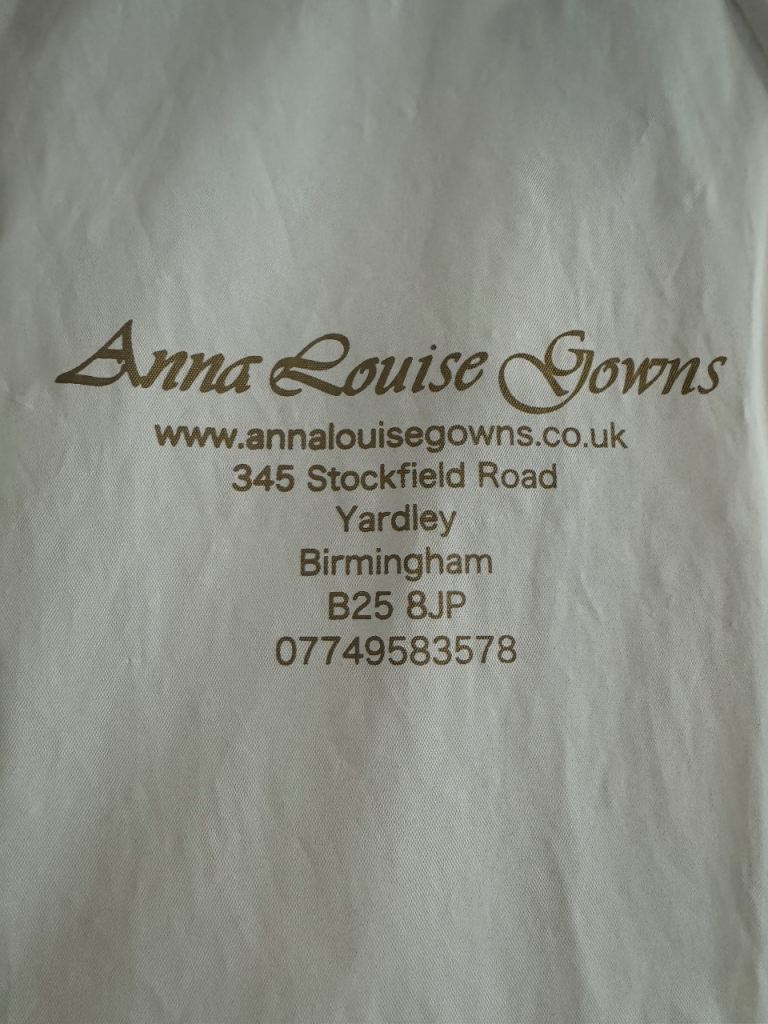 Anna Louise Gowns
www.annalouisegowns.co.uk
345 Stockfield Road
Yardley
Birmingham
B25 8JP
07749583578